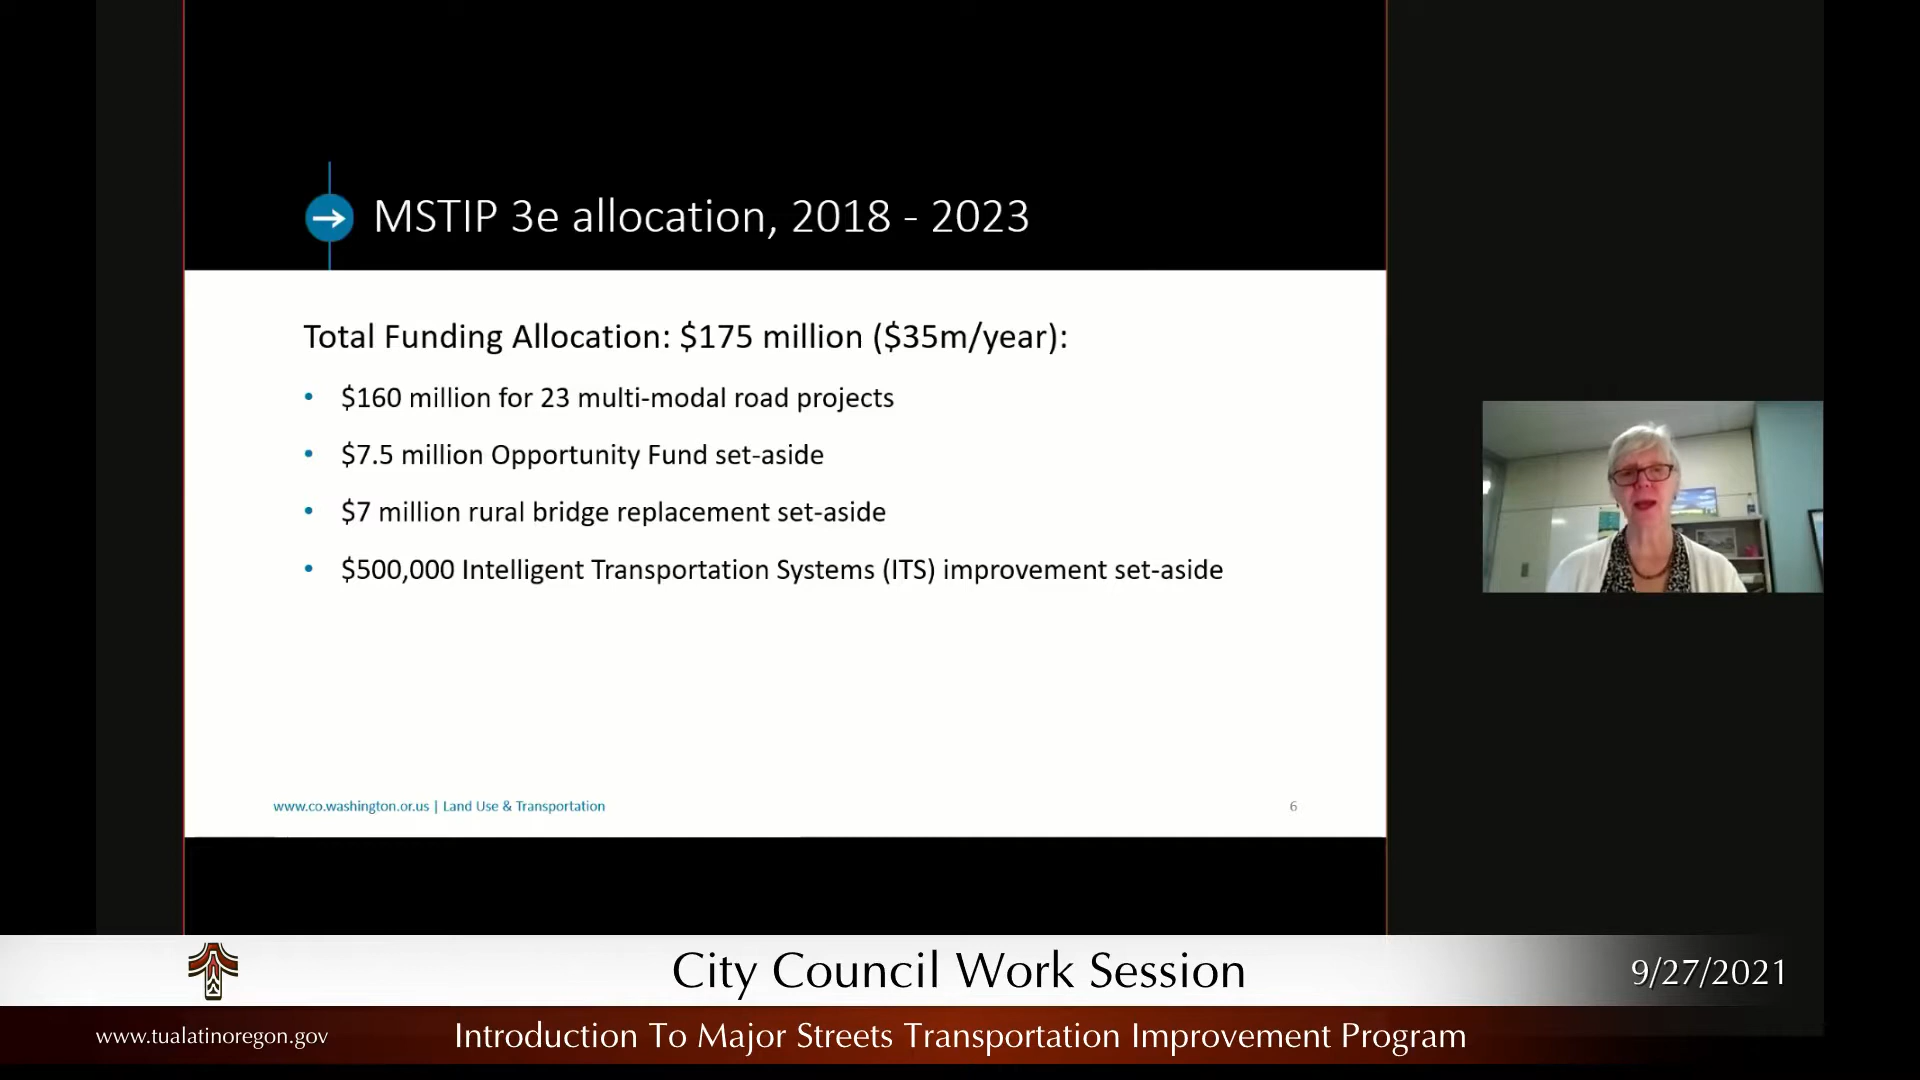 MSTIP 3e allocation, 2018 - 2023
Total Funding Allocation: $175 million ($35m/year):
• $160 million for 23 multi-modal road projects
• $7.5 million Opportunity Fund set-aside
• $7 million rural bridge replacement set-aside
• $500,000 Intelligent Transportation Systems (ITS) improvement set-aside
www.co.washington.or.us | Land Use & Transportation
6
City Council Work Session
9/27/2021
www.tualatinoregon.gov
Introduction To Major Streets Transportation Improvement Program